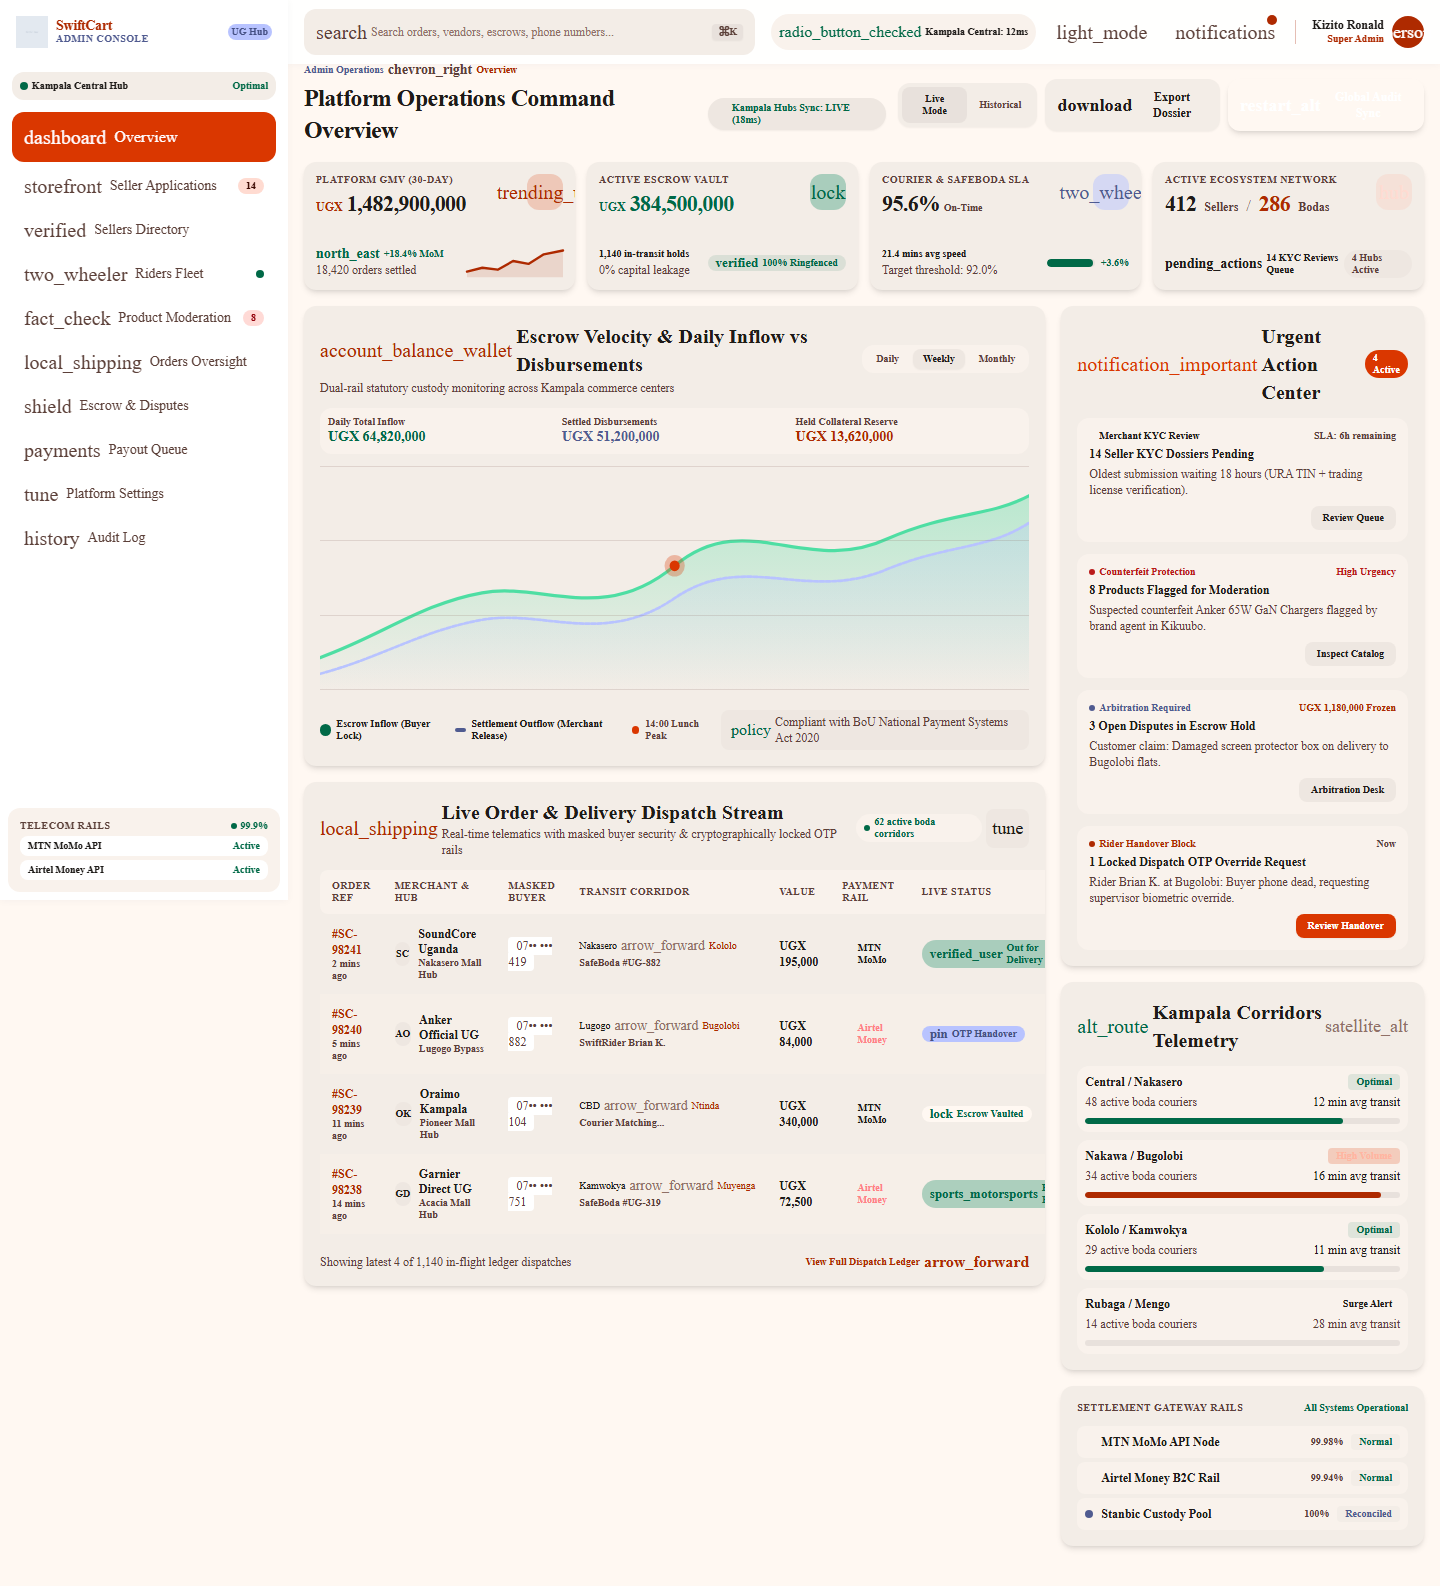 SwiftCart
ADMIN CONSOLE
UG Hub
Kampala Central Hub
Optimal
dashboard Overview
storefront Seller Applications 14
verified Sellers Directory
two_wheeler Riders Fleet
fact_check Product Moderation 8
local_shipping Orders Oversight
shield Escrow & Disputes
payments Payout Queue
tune Platform Settings
history Audit Log
TELECOM RAILS 99.9%
MTN MoMo API Active
Airtel Money API Active
search Search orders, vendors, escrows, phone numbers... ⌘K
radio_button_checked Kampala Central: 12ms
light_mode
notifications
Kizito Ronald
Super Admin
erso
Admin Operations chevron_right Overview
Platform Operations Command
Overview
Kampala Hubs Sync: LIVE
(18ms)
Live
Mode
Historical
download Export
Dossier
restart_alt
PLATFORM GMV (30-DAY)
UGX 1,482,900,000
trending_
north_east +18.4% MoM
18,420 orders settled
ACTIVE ESCROW VAULT
UGX 384,500,000
lock
1,140 in-transit holds
0% capital leakage
verified 100% Ringfenced
COURIER & SAFEBODA SLA
95.6% On-Time
two_whee
21.4 mins avg speed
Target threshold: 92.0%
+3.6%
ACTIVE ECOSYSTEM NETWORK
412 Sellers / 286 Bodas
pending_actions 14 KYC Reviews
Queue
4 Hubs
Active
account_balance_wallet Escrow Velocity & Daily Inflow vs
Disbursements
Daily Weekly Monthly
Dual-rail statutory custody monitoring across Kampala commerce centers
Daily Total Inflow
UGX 64,820,000
Settled Disbursements
UGX 51,200,000
Held Collateral Reserve
UGX 13,620,000
Escrow Inflow (Buyer
Lock)
Settlement Outflow (Merchant
Release)
14:00 Lunch
Peak
policy Compliant with BoU National Payment Systems
Act 2020
local_shipping Live Order & Delivery Dispatch Stream
Real-time telematics with masked buyer security & cryptographically locked OTP
rails
62 active boda
corridors
tune
ORDER
REF
MERCHANT &
HUB
MASKED
BUYER
TRANSIT CORRIDOR
VALUE
PAYMENT
RAIL
LIVE STATUS
#SC-
98241
2 mins
ago
SC
SoundCore
Uganda
Nakasero Mall
Hub
07•• •••
419
Nakasero arrow_forward Kololo
SafeBoda #UG-882
UGX
195,000
MTN
MoMo
verified_user Out for
Delivery
#SC-
98240
5 mins
ago
AO
Anker
Official UG
Lugogo Bypass
07•• •••
882
Lugogo arrow_forward Bugolobi
SwiftRider Brian K.
UGX
84,000
Airtel
Money
pin OTP Handover
#SC-
98239
11 mins
ago
OK
Oraimo
Kampala
Pioneer Mall
Hub
07•• •••
104
CBD arrow_forward Ntinda
Courier Matching...
UGX
340,000
MTN
MoMo
lock Escrow Vaulted
#SC-
98238
14 mins
ago
GD
Garnier
Direct UG
Acacia Mall
Hub
07•• •••
751
Kamwokya arrow_forward Muyenga
SafeBoda #UG-319
UGX
72,500
Airtel
Money
sports_motorsports
Showing latest 4 of 1,140 in-flight ledger dispatches
View Full Dispatch Ledger arrow_forward
notification_important Urgent
Action
Center
4
Active
Merchant KYC Review SLA: 6h remaining
14 Seller KYC Dossiers Pending
Oldest submission waiting 18 hours (URA TIN + trading
license verification).
Review Queue
Counterfeit Protection High Urgency
8 Products Flagged for Moderation
Suspected counterfeit Anker 65W GaN Chargers flagged by
brand agent in Kikuubo.
Inspect Catalog
Arbitration Required UGX 1,180,000 Frozen
3 Open Disputes in Escrow Hold
Customer claim: Damaged screen protector box on delivery to
Bugolobi flats.
Arbitration Desk
Rider Handover Block Now
1 Locked Dispatch OTP Override Request
Rider Brian K. at Bugolobi: Buyer phone dead, requesting
supervisor biometric override.
Review Handover
alt_route Kampala Corridors
Telemetry
satellite_alt
Central / Nakasero Optimal
48 active boda couriers 12 min avg transit
Nakawa / Bugolobi High Volume
34 active boda couriers 16 min avg transit
Kololo / Kamwokya Optimal
29 active boda couriers 11 min avg transit
Rubaga / Mengo Surge Alert
14 active boda couriers 28 min avg transit
SETTLEMENT GATEWAY RAILS All Systems Operational
MTN MoMo API Node 99.98% Normal
Airtel Money B2C Rail 99.94% Normal
Stanbic Custody Pool 100% Reconciled